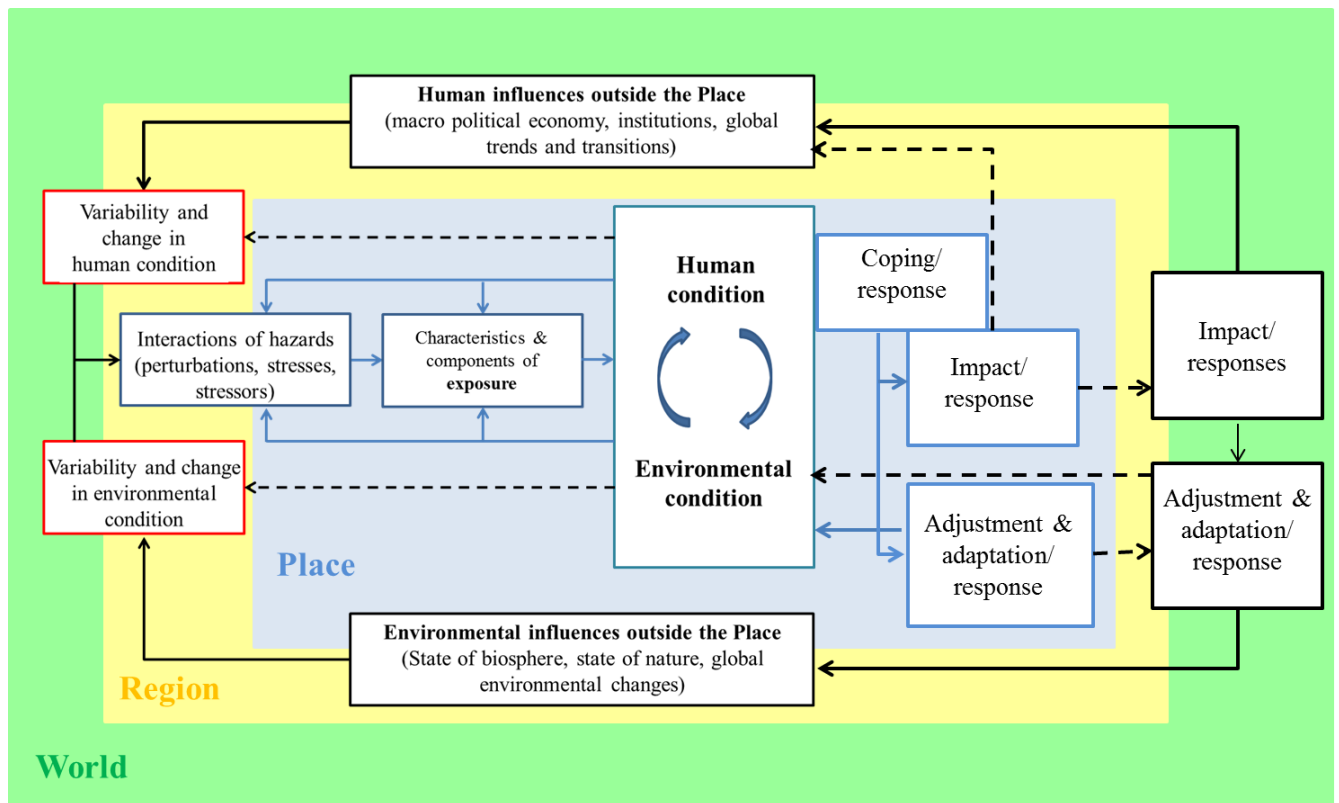 Human influences outside the Place
(macro political economy, institutions, global
trends and transitions)
Variability and
change in
human condition
Interactions of hazards
(perturbations, stresses,
stressors)
Characteristics &
components of
exposure
Human
condition
Environmental
condition
Coping/
response
Impact/
response
Adjustment &
adaptation/
response
Impact/
responses
Adjustment &
adaptation/
response
Variability and change
in environmental
condition
Place
Environmental influences outside the Place
(State of biosphere, state of nature, global
environmental changes)
Region
World